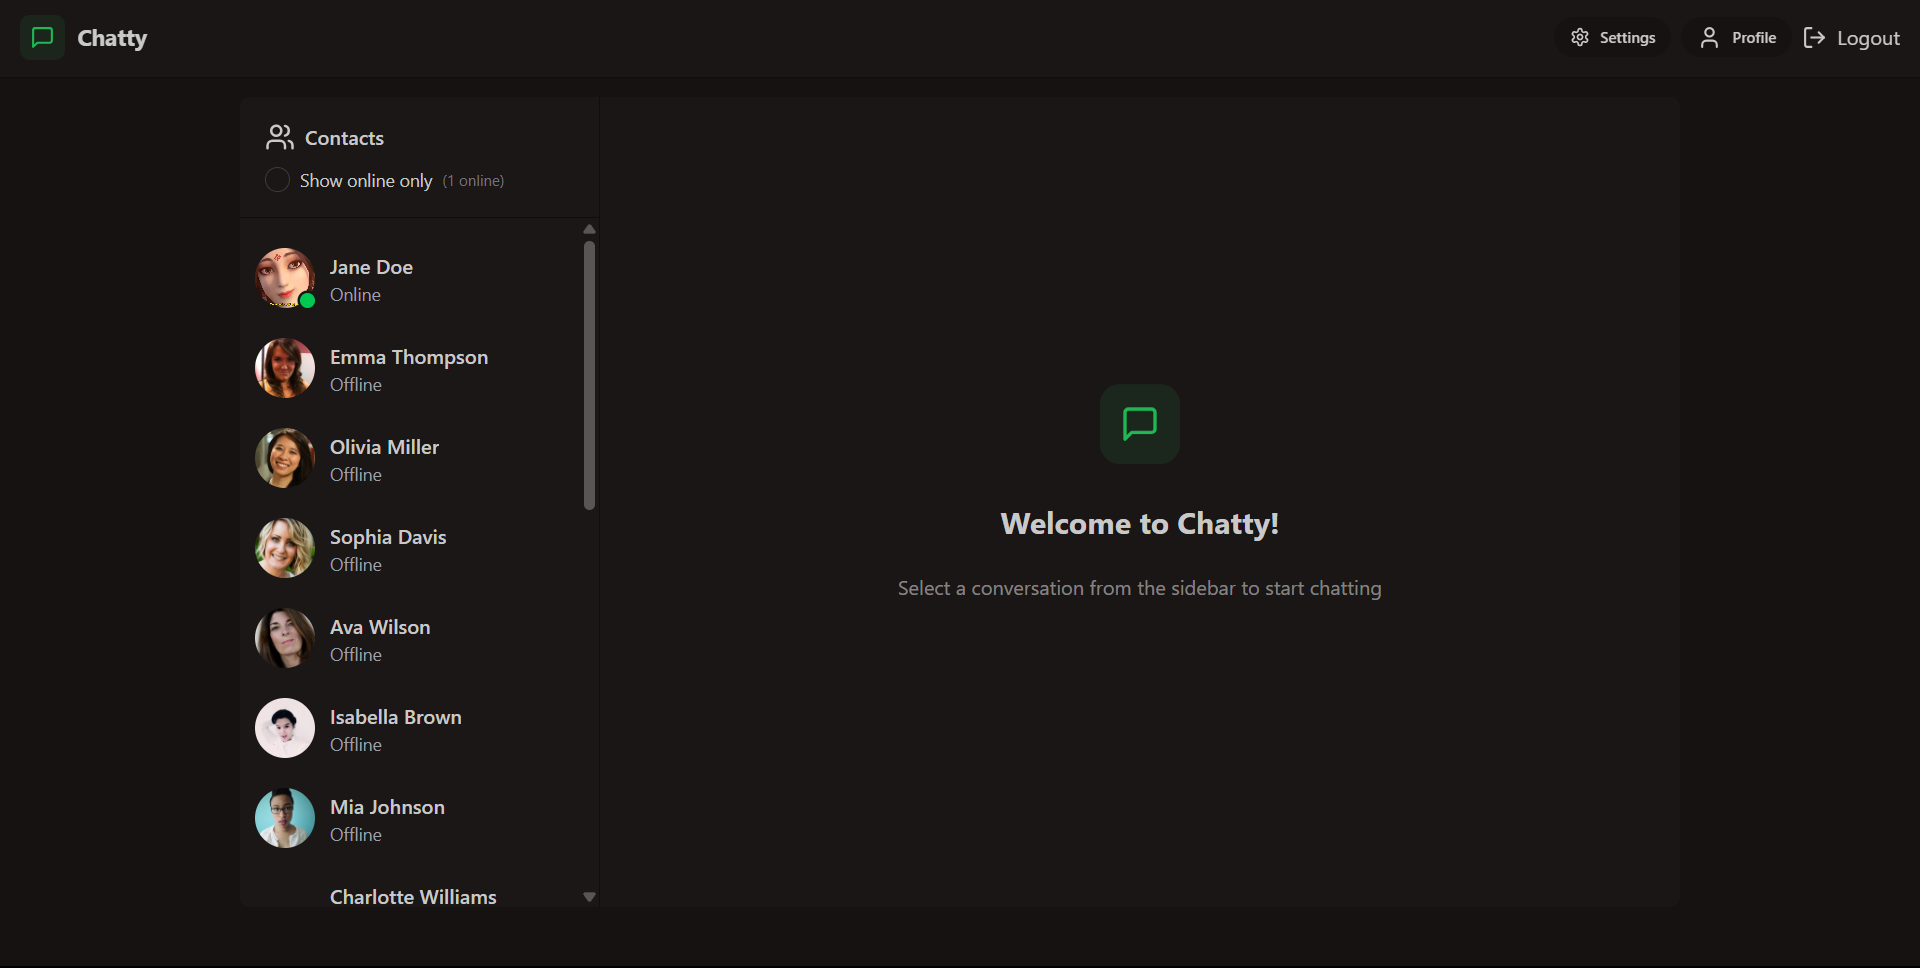 Chatty
Settings
Profile
Logout
Contacts
Show online only (1 online)
Jane Doe
Online
Emma Thompson
Offline
Olivia Miller
Offline
Sophia Davis
Offline
Ava Wilson
Offline
Isabella Brown
Offline
Mia Johnson
Offline
Charlotte Williams
Welcome to Chatty!
Select a conversation from the sidebar to start chatting